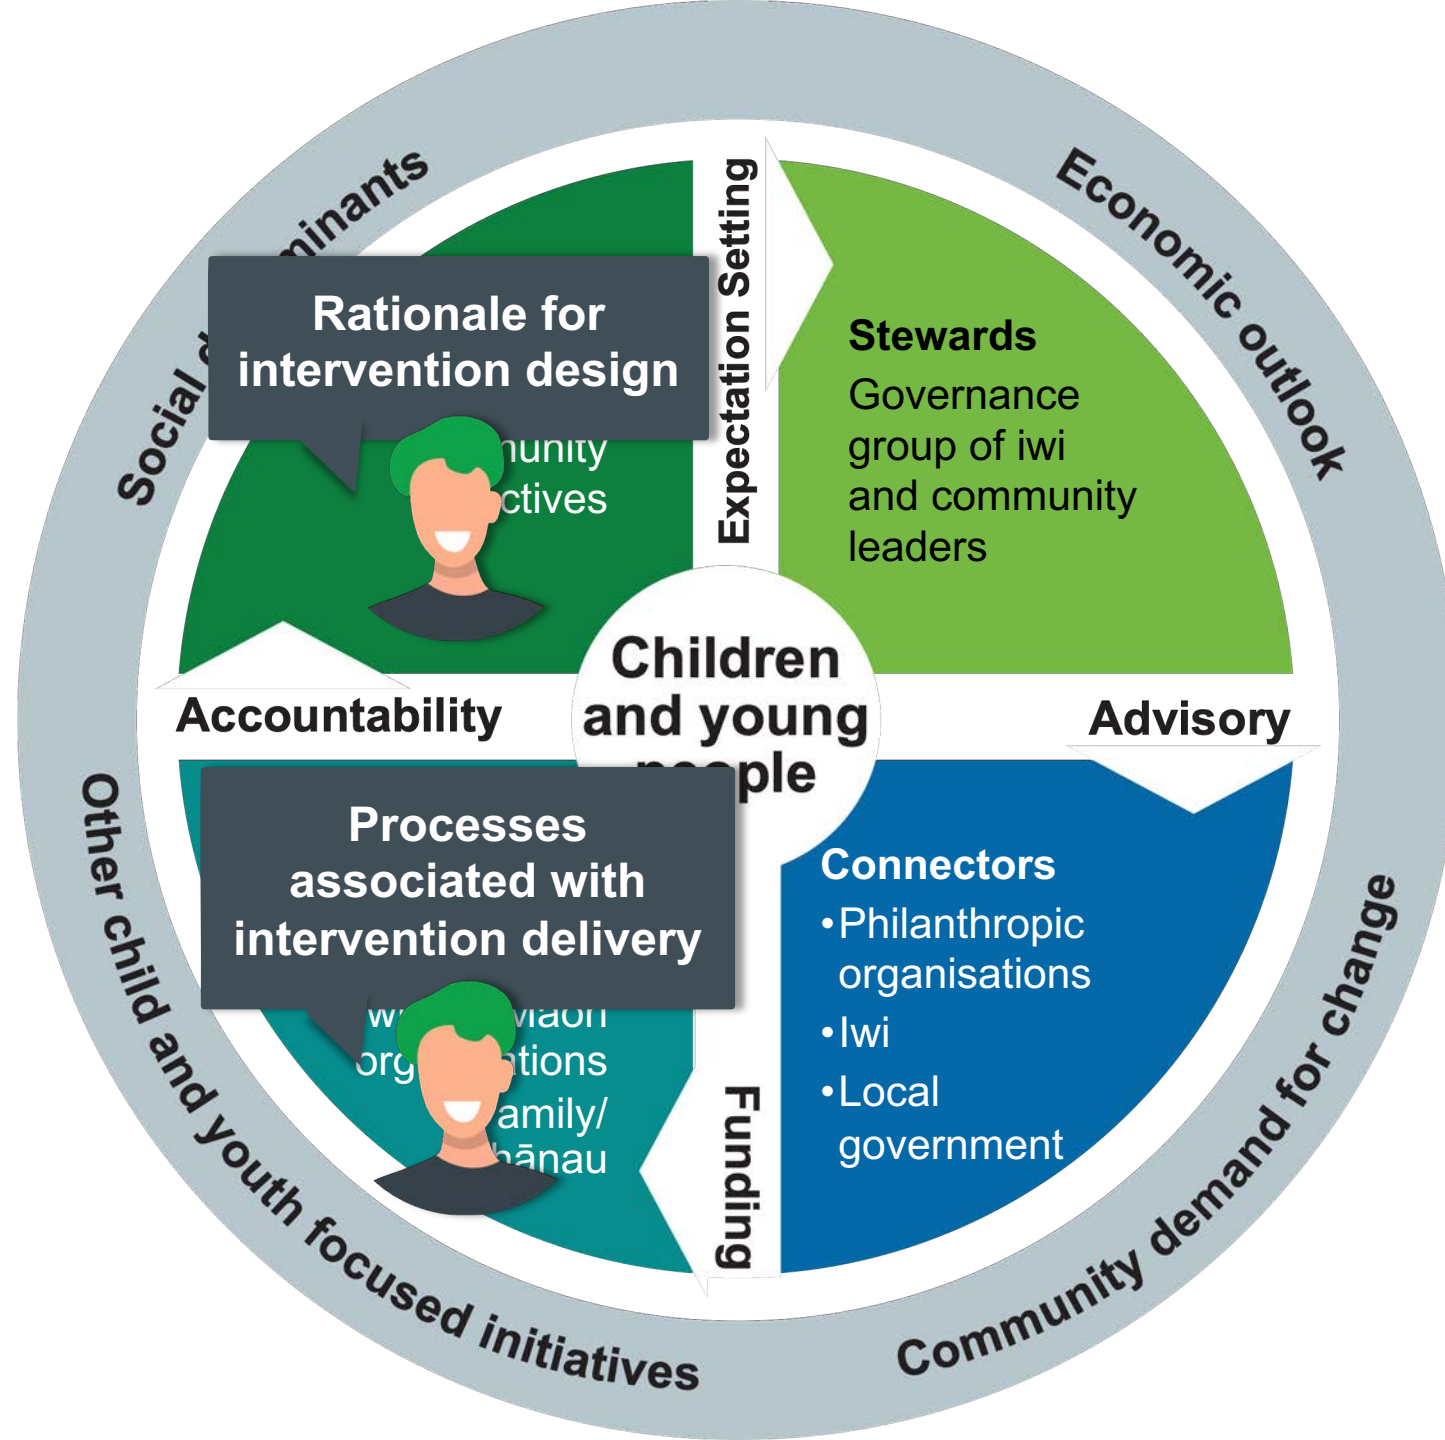 Social
Economic outlook
Rationale for
intervention design
Expectation Setting
Stewards
Governance
group of iwi
and community
leaders
Children
and young
Accountability
Advisory
Processes
associated with
intervention delivery
Connectors
•Philanthropic
organisations
•Iwi
•Local
government
Funding
Other child and youth focused initiatives
Community demand for change